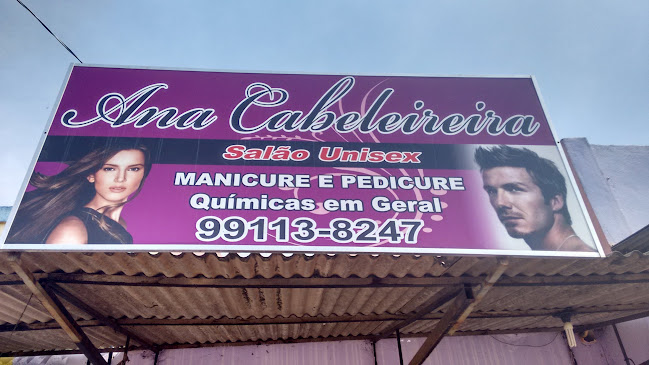 Ana Cabeleireira
Salão Unisex
MANICURE E PEDICURE
Químicas em Geral
99113-8247